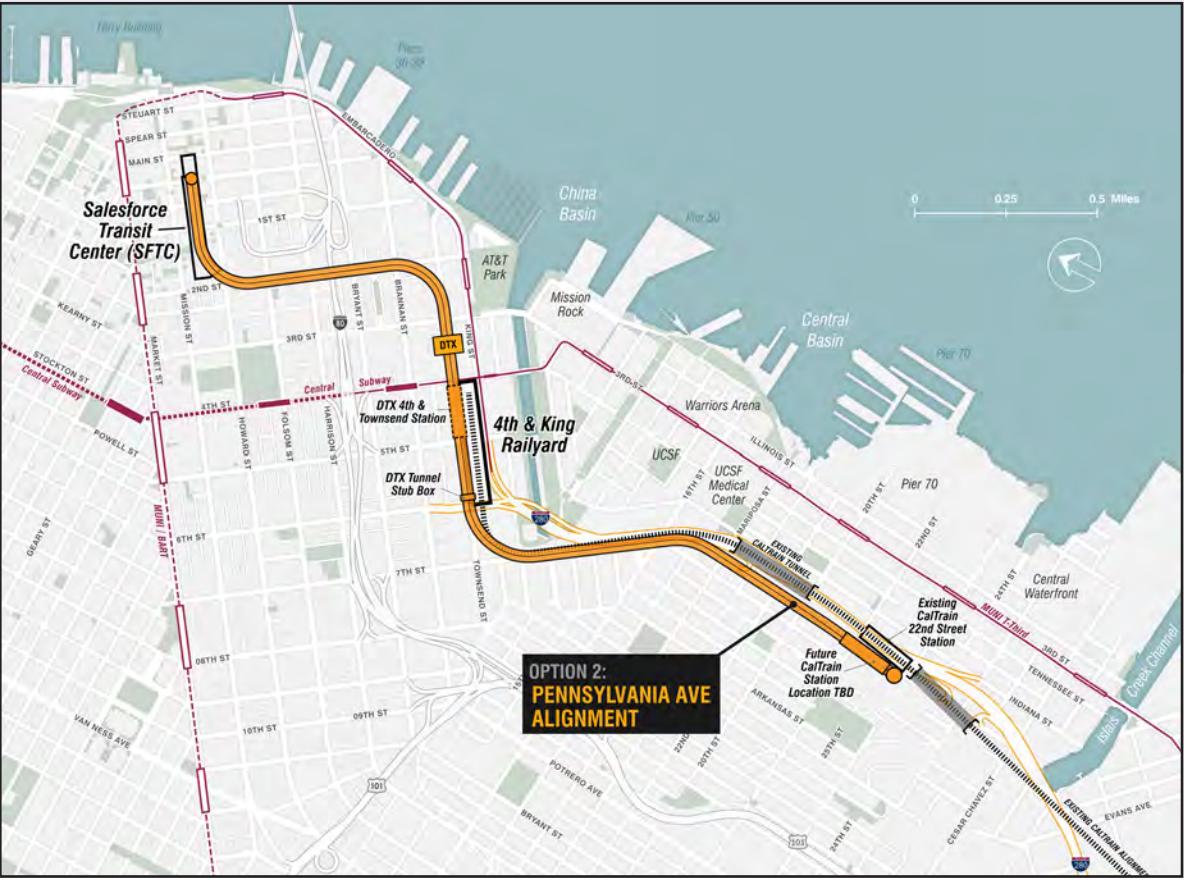 Ferry Building
Piers
30-32
STEUART ST
SPEAR ST
MAIN ST
EMBARCADERO
Salesforce
Transit
Center (SFTC)
1ST ST
2ND ST
China
Basin
Pier 50
0 0.25 0.5 Miles
AT&T
Park
Mission
Rock
Central
Basin
Pier 70
KEARNY ST
MISSION ST
BRYANT ST
BRANNAN ST
80
3RD ST
KING ST
DTX
STOCKTON ST
Central Subway
MARKET ST
Central Subway
4TH ST
3RD ST
DTX 4th &
Townsend Station
4th & King
Railyard
Warriors Arena
POWELL ST
HOWARD ST
FOLSOM ST
HARRISON ST
5TH ST
UCSF
ILLINOIS ST
16TH ST
UCSF
Medical
Center
MARIPOSA ST
20TH ST
Pier 70
22ND ST
DTX Tunnel
Stub Box
280
GEARY ST
MUNI / BART
6TH ST
7TH ST
TOWNSEND ST
EXISTING
CALTRAIN TUNNEL
24TH ST
Central
Waterfront
MUNI T-Third
3RD ST
Existing
CalTrain
22nd Street
Station
Future
CalTrain
Station
Location TBD
TENNESSEE ST
INDIANA ST
Islais Creek Channel
08TH ST
OPTION 2:
PENNSYLVANIA AVE
ALIGNMENT
ARKANSAS ST
25TH ST
VAN NESS AVE
10TH ST
09TH ST
20TH ST
101
POTRERO AVE
BRYANT ST
24TH ST
101
CESAR CHAVEZ ST
EVANS AVE
EXISTING CALTRAIN ALIGNMENT
280